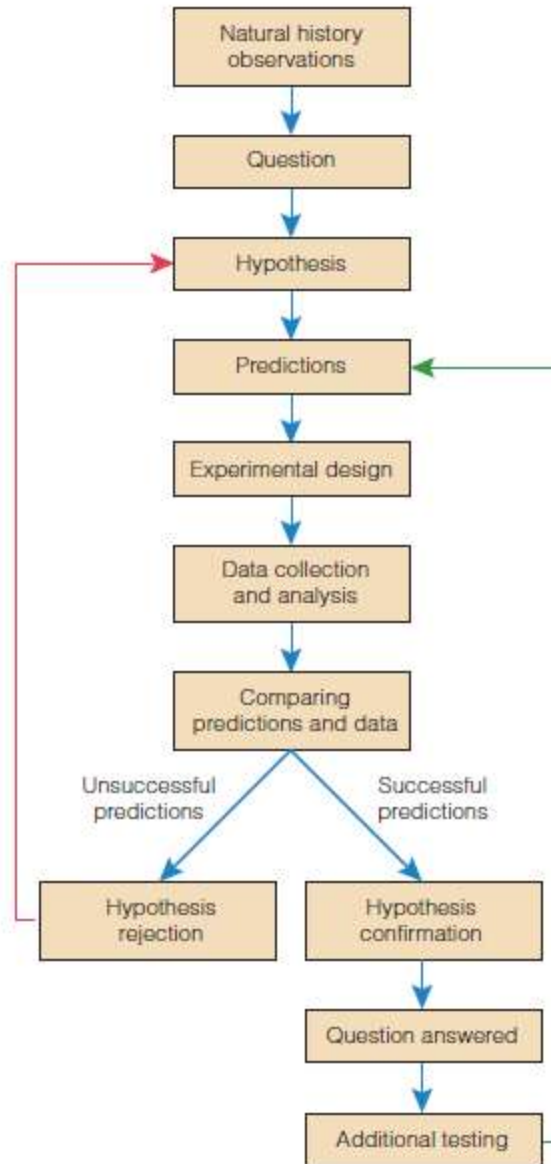 Natural history
observations
Question
Hypothesis
Predictions
Experimental design
Data collection
and analysis
Comparing
predictions and data
Unsuccessful
predictions
Successful
predictions
Hypothesis
rejection
Hypothesis
confirmation
Question answered
Additional testing